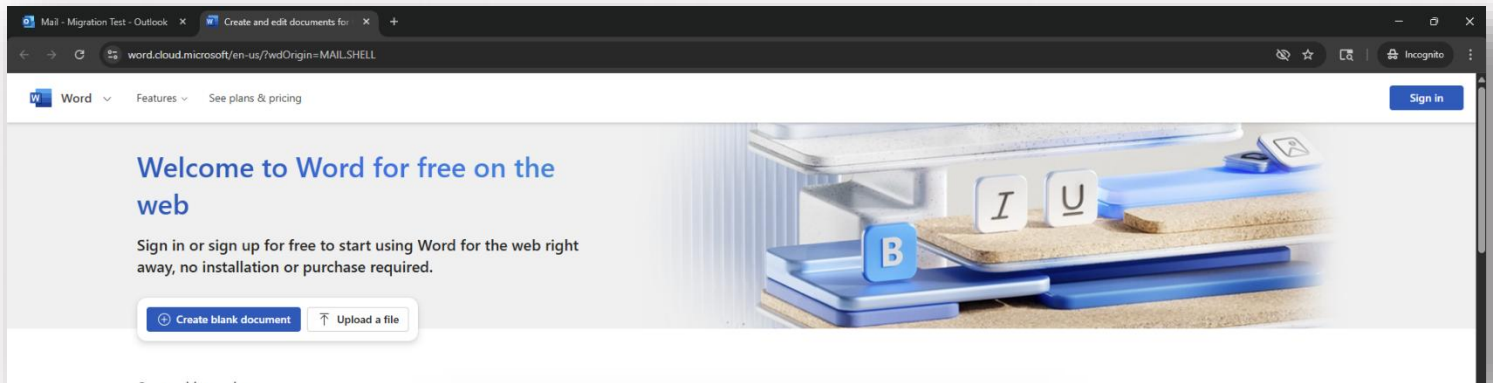 Mail - Migration Test - Outlook
Create and edit documents for
word.cloud.microsoft/en-us/?wdOrigin=MAIL.SHELL
Incognito
Word
Features
See plans & pricing
Sign in
Welcome to Word for free on the
web
Sign in or sign up for free to start using Word for the web right
away, no installation or purchase required.
Create blank document
Upload a file
I
U
B